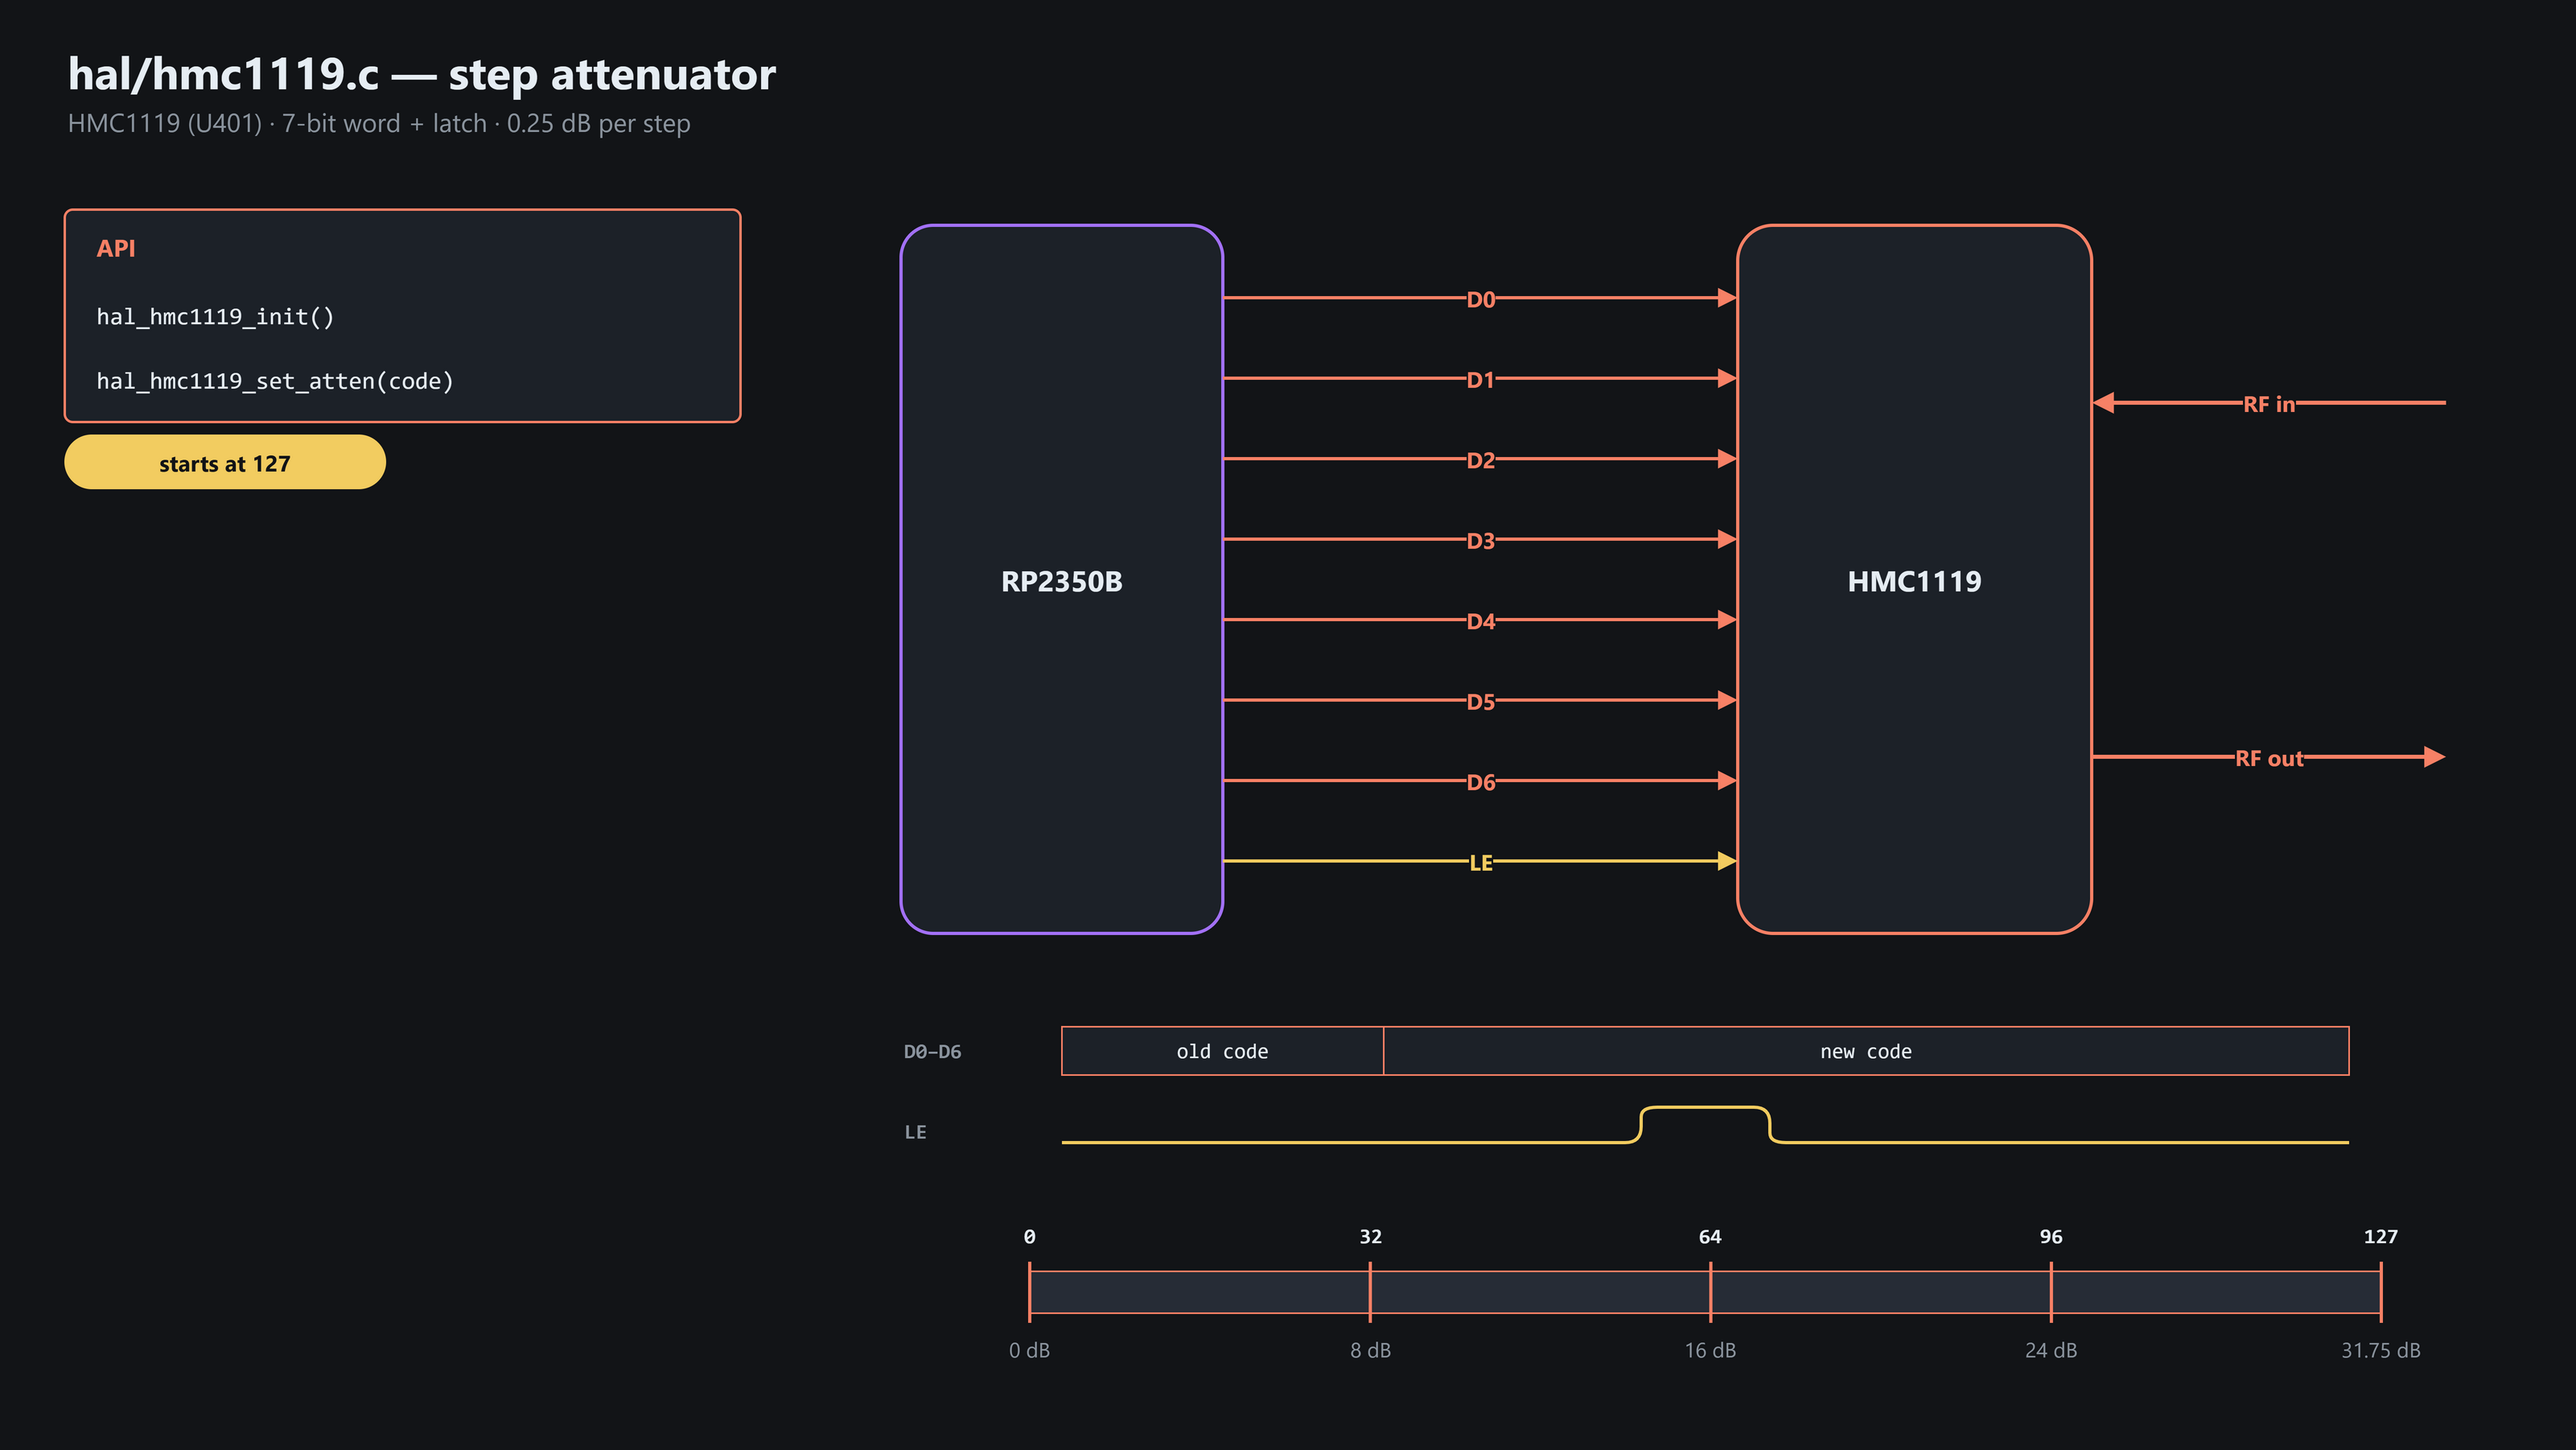 hal/hmc1119.c — step attenuator
HMC1119 (U401) · 7-bit word + latch · 0.25 dB per step
API
hal_hmc1119_init()
hal_hmc1119_set_atten(code)
starts at 127
RP2350B
D0
D1
D2
D3
D4
D5
D6
LE
HMC1119
RF in
RF out
D0–D6
old code
new code
LE
0
32
64
96
127
0 dB
8 dB
16 dB
24 dB
31.75 dB